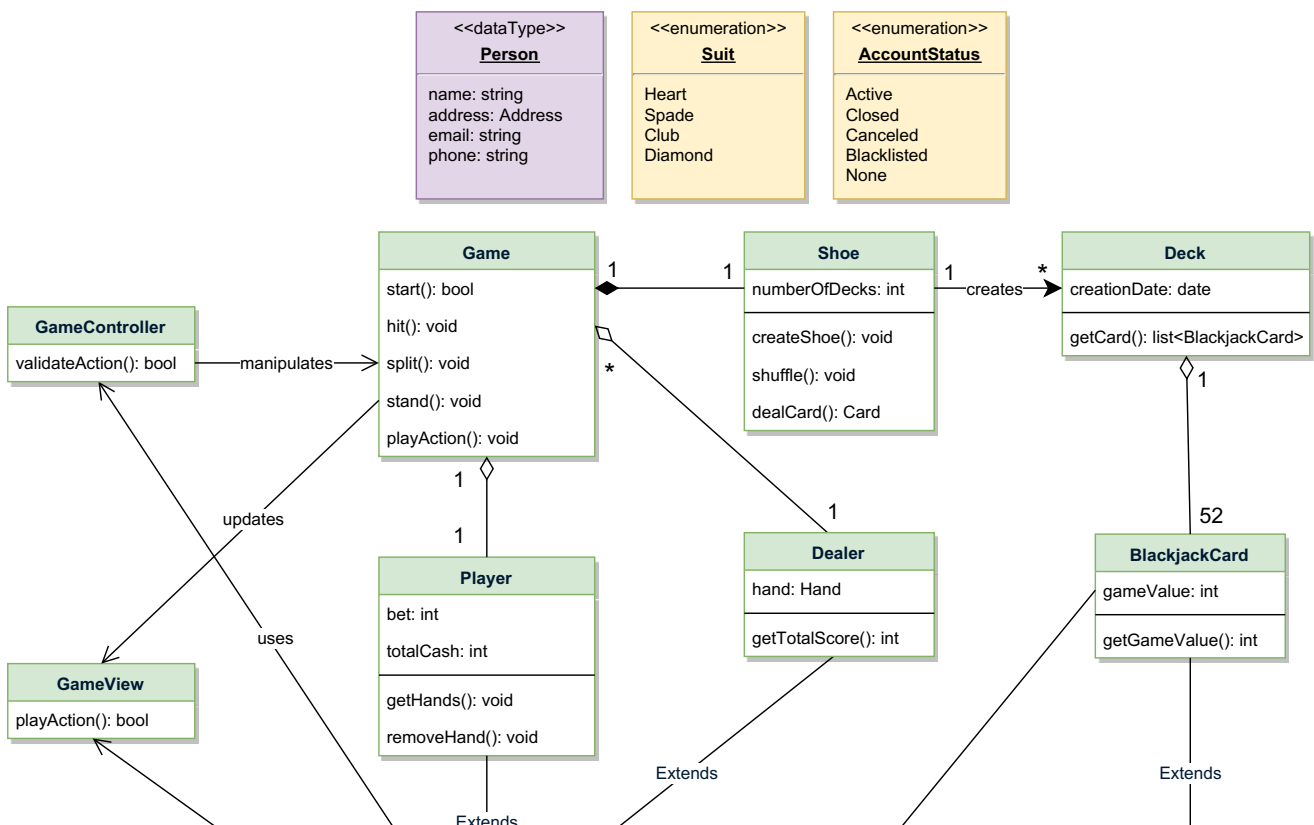 <<dataType>>
Person
name: string
address: Address
email: string
phone: string
<<enumeration>>
Suit
Heart
Spade
Club
Diamond
<<enumeration>>
AccountStatus
Active
Closed
Canceled
Blacklisted
None
GameController
validateAction(): bool
manipulates
Game
start(): bool
hit(): void
split(): void
stand(): void
playAction(): void
1
1
*
Shoe
numberOfDecks: int
createShoe(): void
shuffle(): void
dealCard(): Card
1
creates
*
Deck
creationDate: date
getCard(): list<BlackjackCard>
1
52
1
1
1
updates
uses
Player
bet: int
totalCash: int
getHands(): void
removeHand(): void
Dealer
hand: Hand
getTotalScore(): int
BlackjackCard
gameValue: int
getGameValue(): int
GameView
playAction(): bool
Extends
Extends
Extends